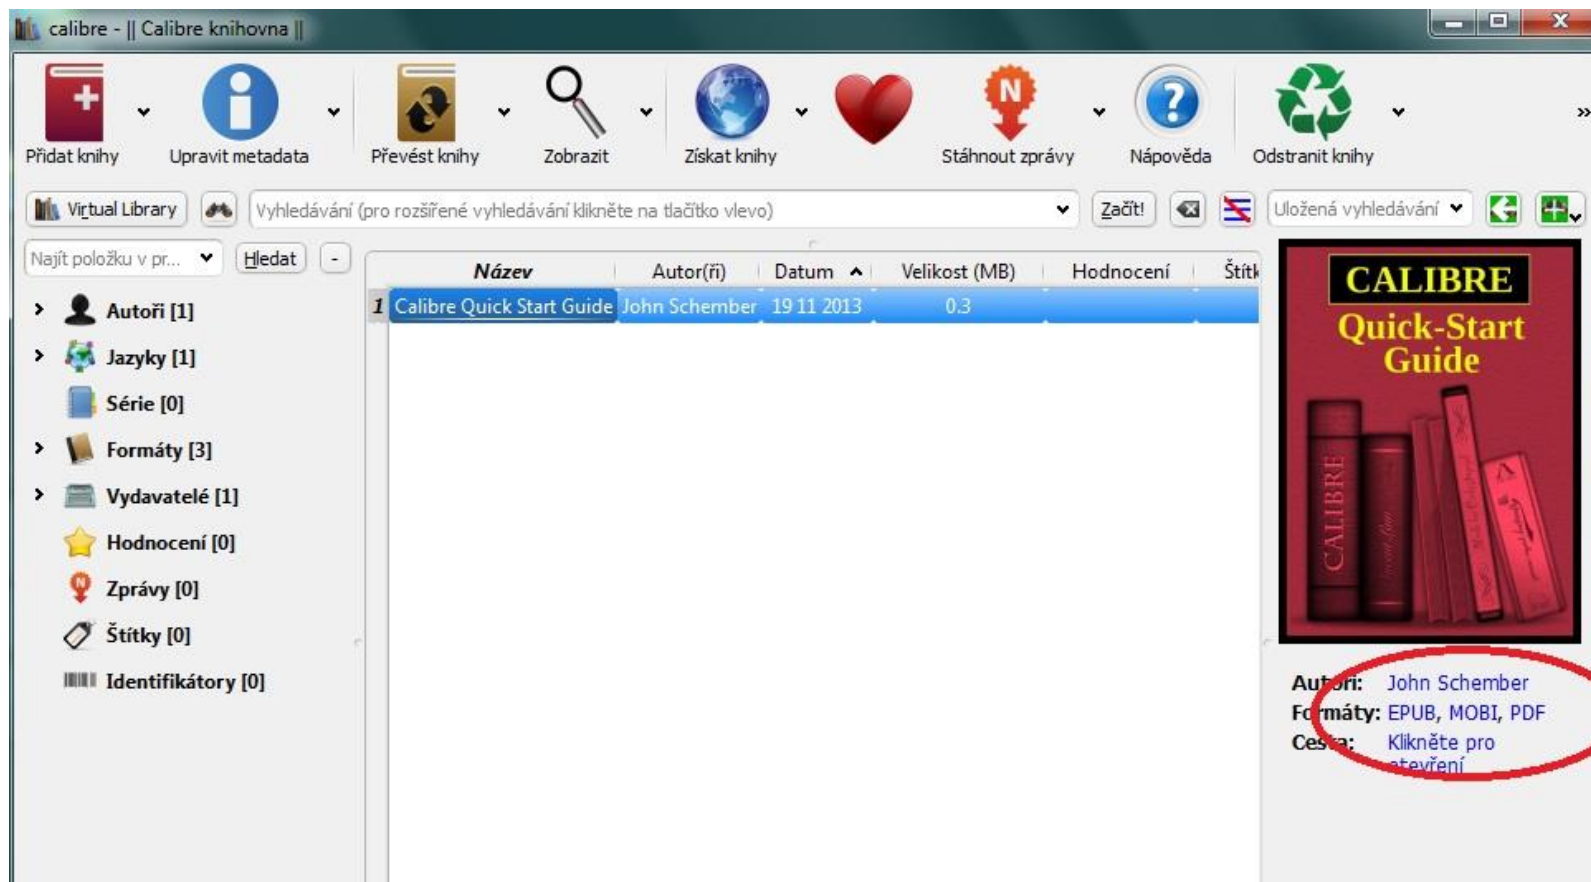 calibre - || Calibre knihovna ||
Přidat knihy Upravit metadata Převést knihy Zobrazit Získat knihy Stáhnout zprávy Nápověda Odstranit knihy »
N
Virtual Library Vyhledávání (pro rozšířené vyhledávání klikněte na tlačítko vlevo) Začít! Uložená vyhledávání
Najít položku v pr... Hledat -
Název Autor(ři) Datum Velikost (MB) Hodnocení Štítk
1 Calibre Quick Start Guide John Schember 19 11 2013 0.3
Autoři [1]
Jazyky [1]
Série [0]
Formáty [3]
Vydavatelé [1]
Hodnocení [0]
Zprávy [0]
Štítky [0]
Identifikátory [0]
CALIBRE
Quick-Start
Guide
CALIBRE
Autoři: John Schember
Formáty: EPUB, MOBI, PDF
Cesta: Klikněte pro
otevření